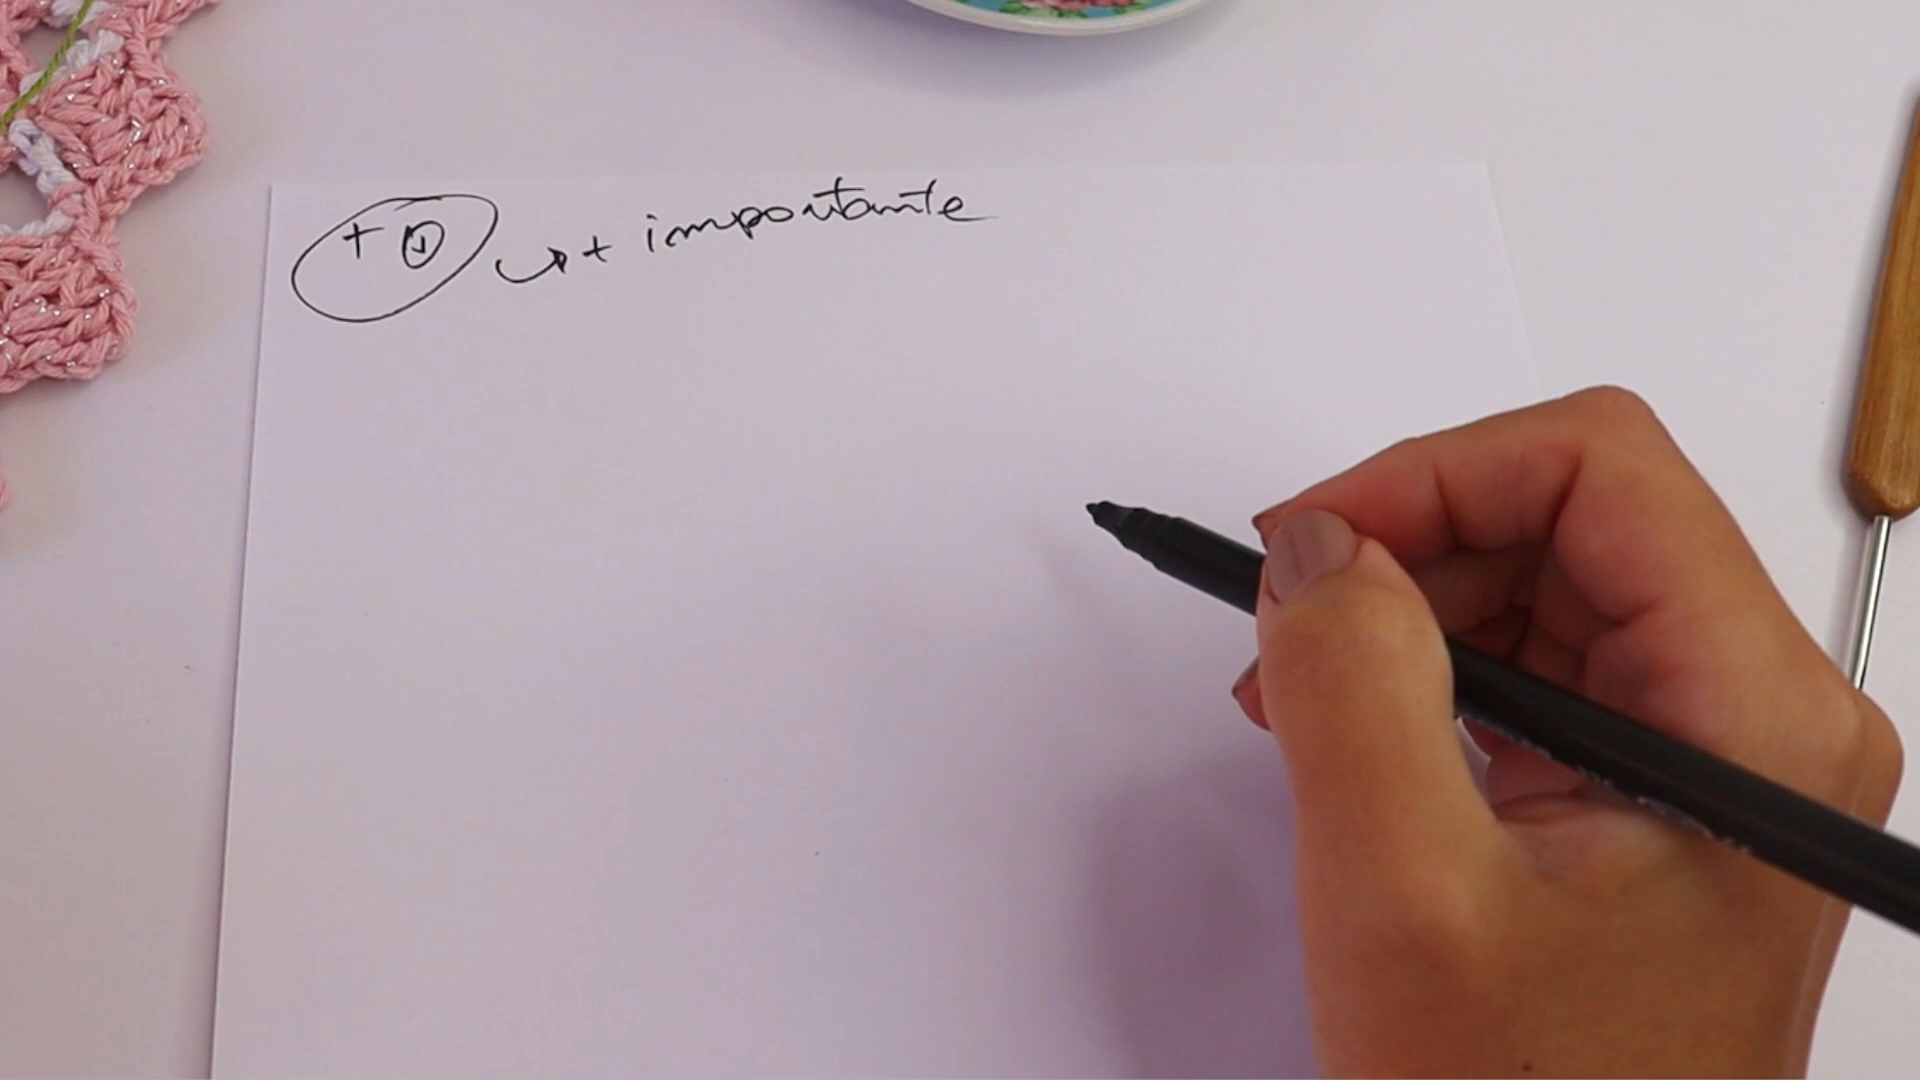 + + importante